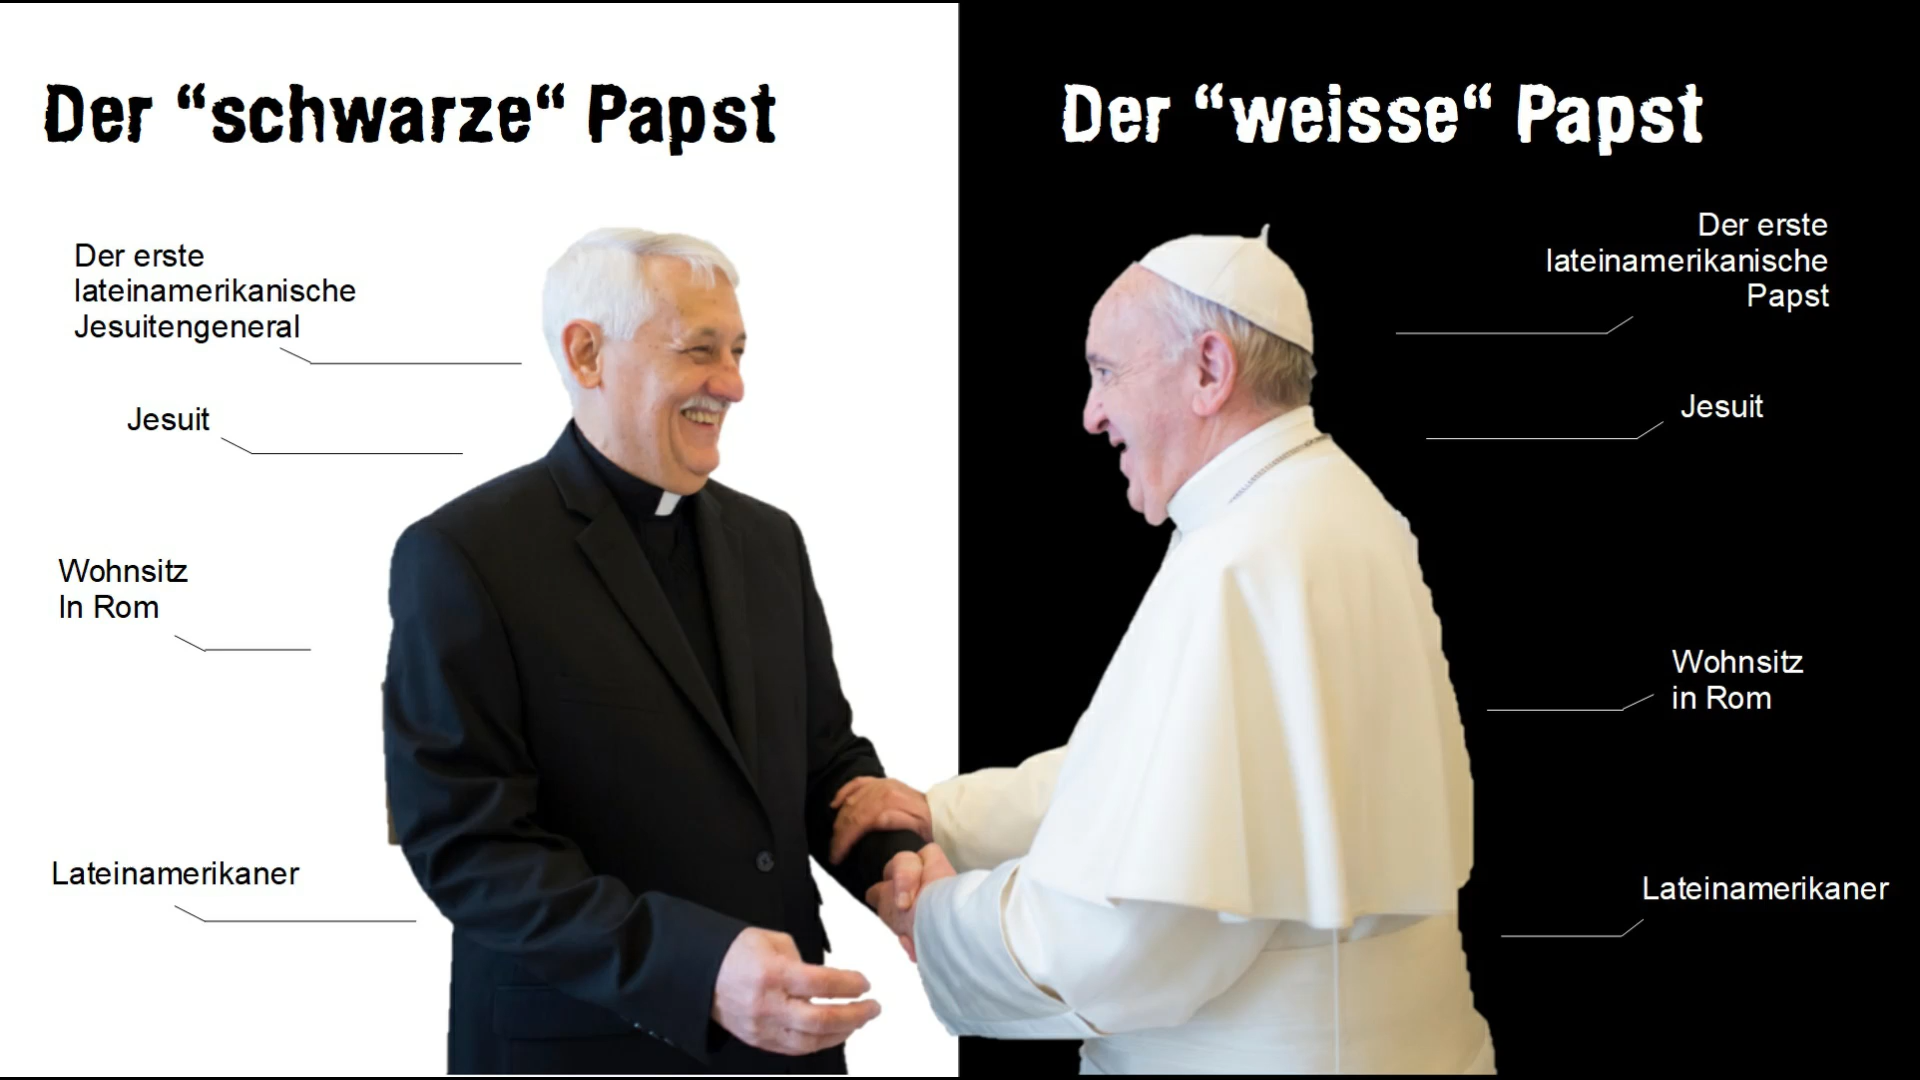 Der “schwarze“ Papst
Der erste
lateinamerikanische
Jesuitengeneral
Jesuit
Wohnsitz
In Rom
Lateinamerikaner
Der “weisse“ Papst
Der erste
lateinamerikanische
Papst
Jesuit
Wohnsitz
in Rom
Lateinamerikaner